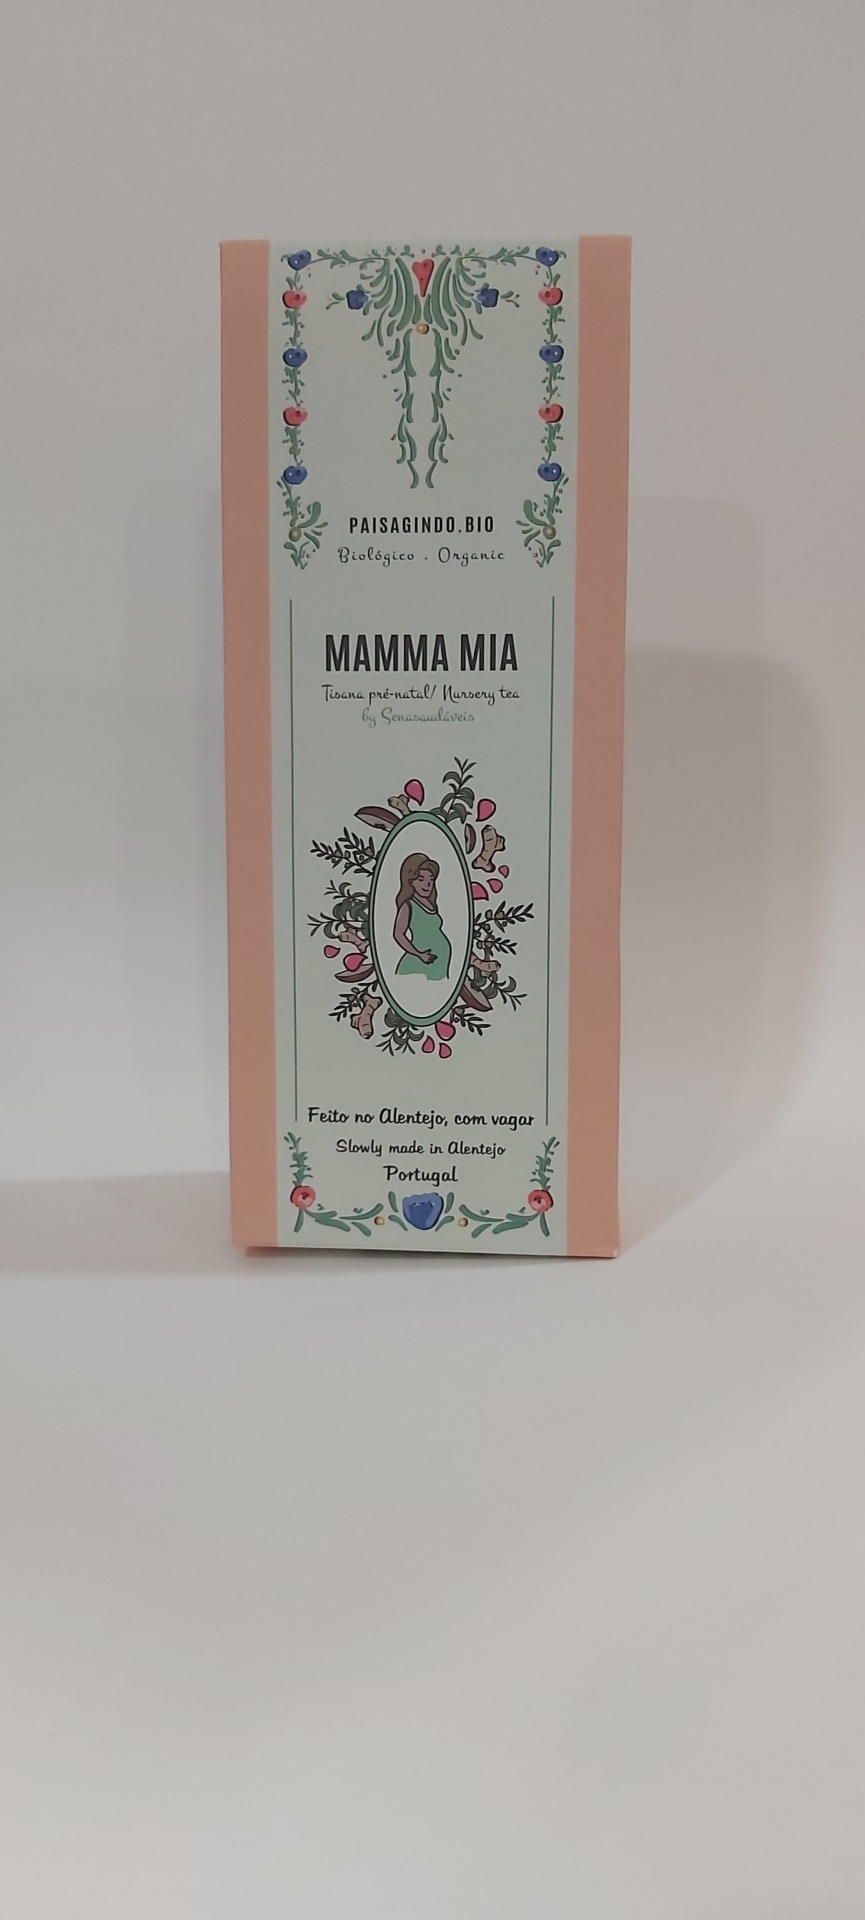 PAISAGINDO.BIO
Biológico . Organic
MAMMA MIA
Tisana pré-natal/ Nursery tea
by Senasaudáveis
Feito no Alentejo, com vagar
Slowly made in Alentejo
Portugal